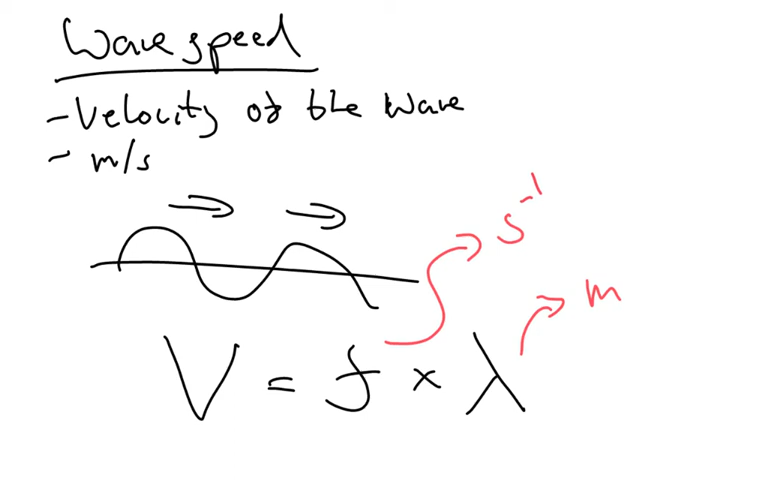 Wave speed
- Velocity of the wave
- m/s
s⁻¹
m
V = f × λ